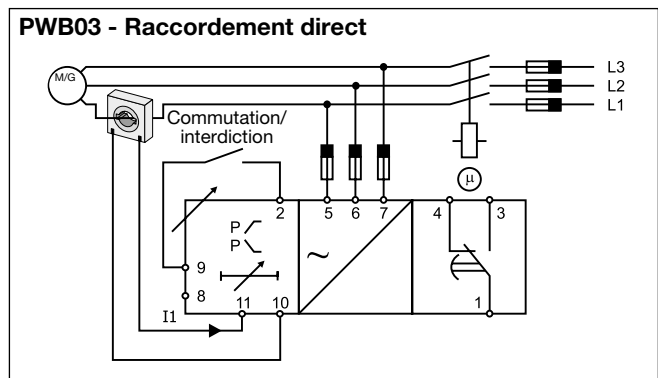 PWB03 - Raccordement direct
M/G
L3
L2
L1
Commutation/
interdiction
µ
2
5
6
7
4
3
P
P
~
9
8
11
10
1
I1